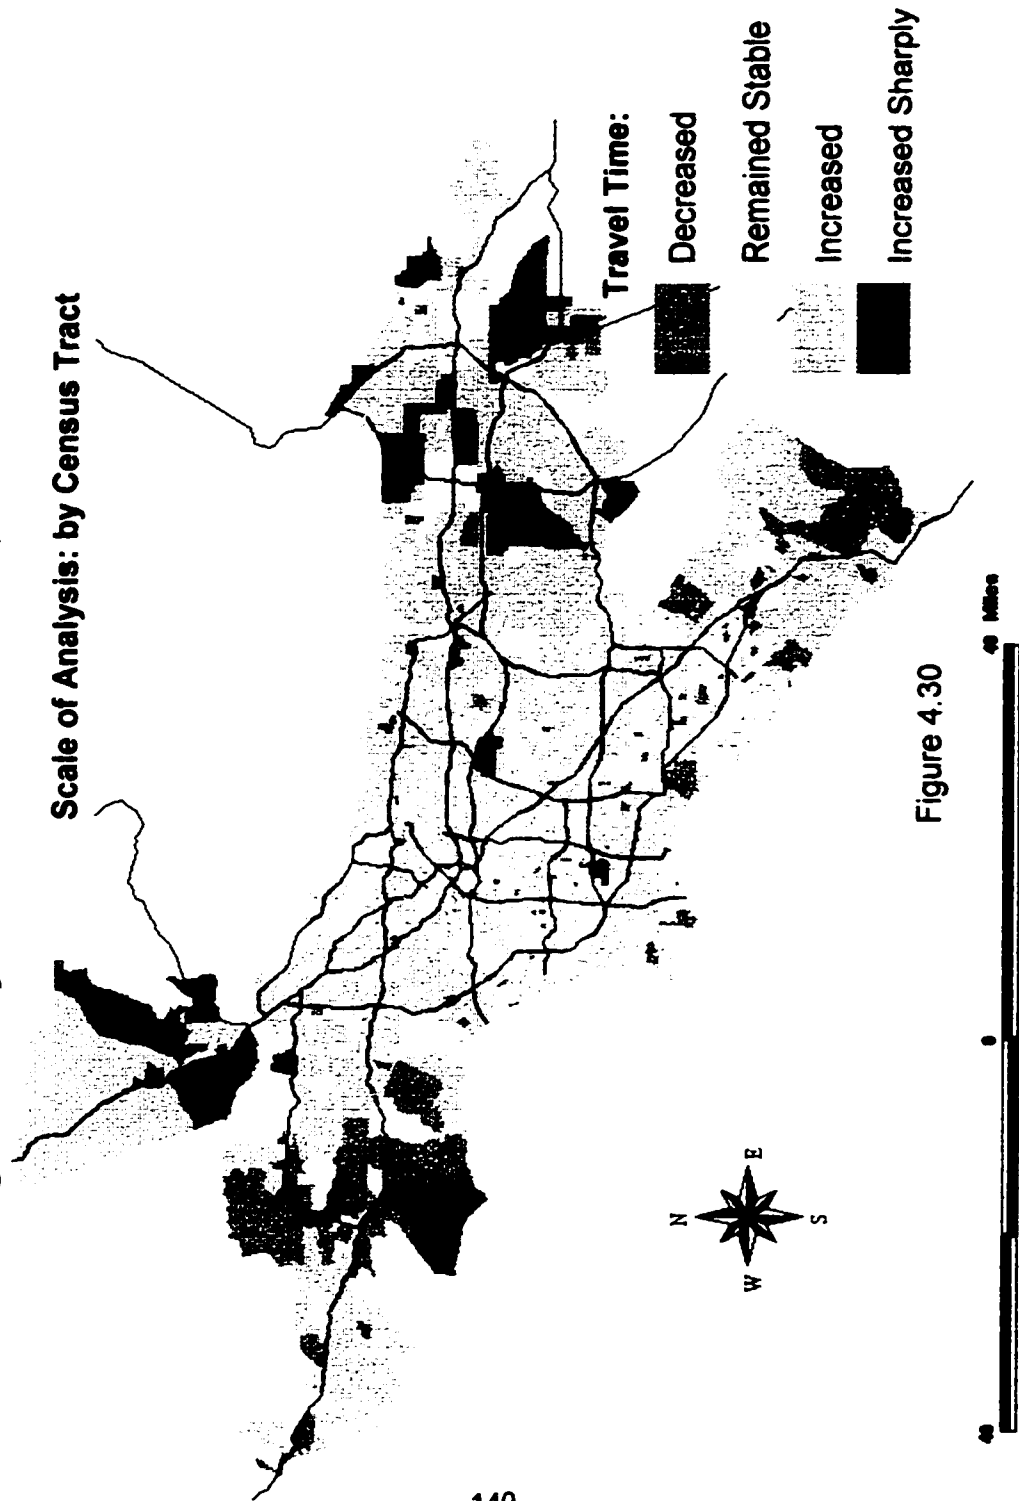 Scale of Analysis: by Census Tract
Travel Time:
Decreased
Remained Stable
Increased
Increased Sharply
N
W
E
S
Figure 4.30
40
0
40 Miles